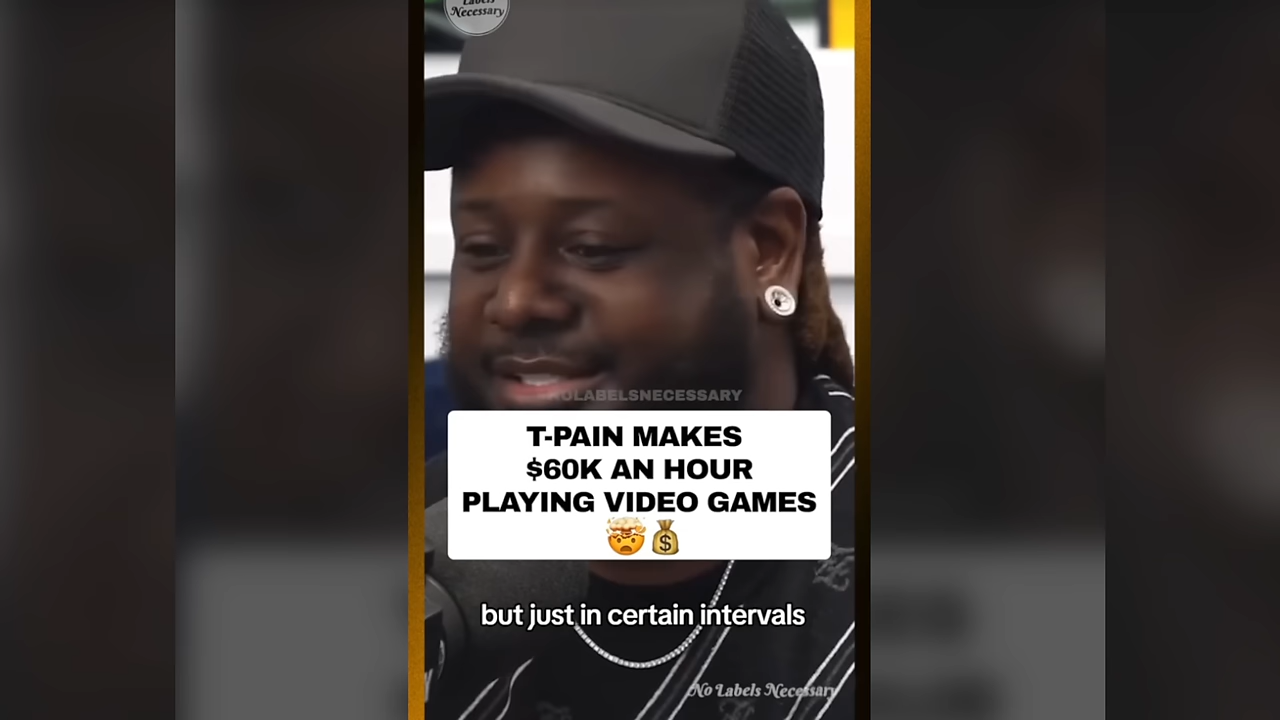 Labels
Necessary
NOLABELSNECESSARY
T-PAIN MAKES
$60K AN HOUR
PLAYING VIDEO GAMES
🤯💰
but just in certain intervals
No Labels Necessary